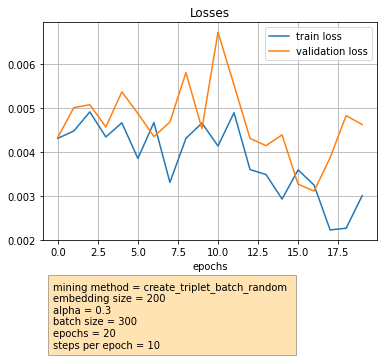 Losses
train loss
validation loss
0.006
0.005
0.004
0.003
0.002
0.0 2.5 5.0 7.5 10.0 12.5 15.0 17.5
epochs
mining method = create_triplet_batch_random
embedding size = 200
alpha = 0.3
batch size = 300
epochs = 20
steps per epoch = 10